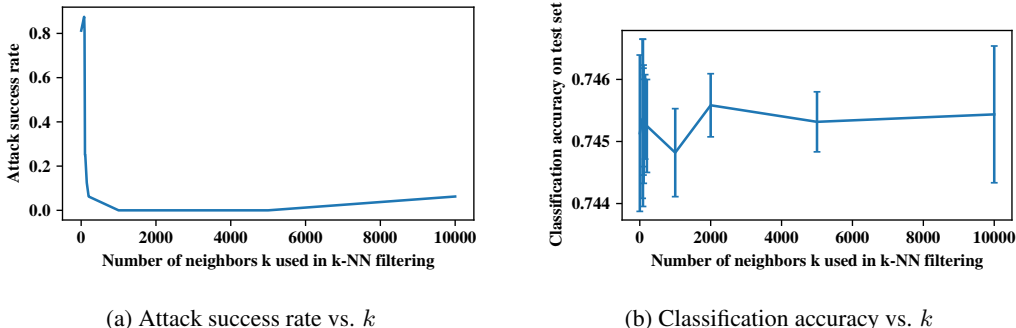 0.8
0.6
0.4
0.2
0.0
Attack success rate
0 2000 4000 6000 8000 10000
Number of neighbors k used in k-NN filtering
(a) Attack success rate vs. k
0.746
0.745
0.744
Classification accuracy on test set
0 2000 4000 6000 8000 10000
Number of neighbors k used in k-NN filtering
(b) Classification accuracy vs. k